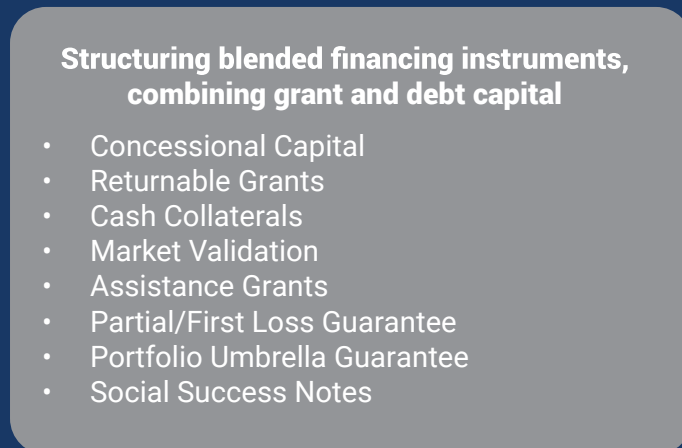 Structuring blended financing instruments,
combining grant and debt capital
• Concessional Capital
• Returnable Grants
• Cash Collaterals
• Market Validation
• Assistance Grants
• Partial/First Loss Guarantee
• Portfolio Umbrella Guarantee
• Social Success Notes